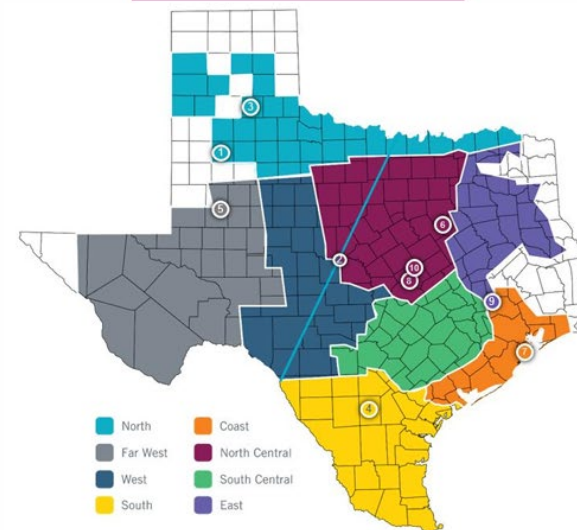 3
1
5
6
2
10
8
9
7
4
North
Coast
Far West
North Central
West
South Central
South
East